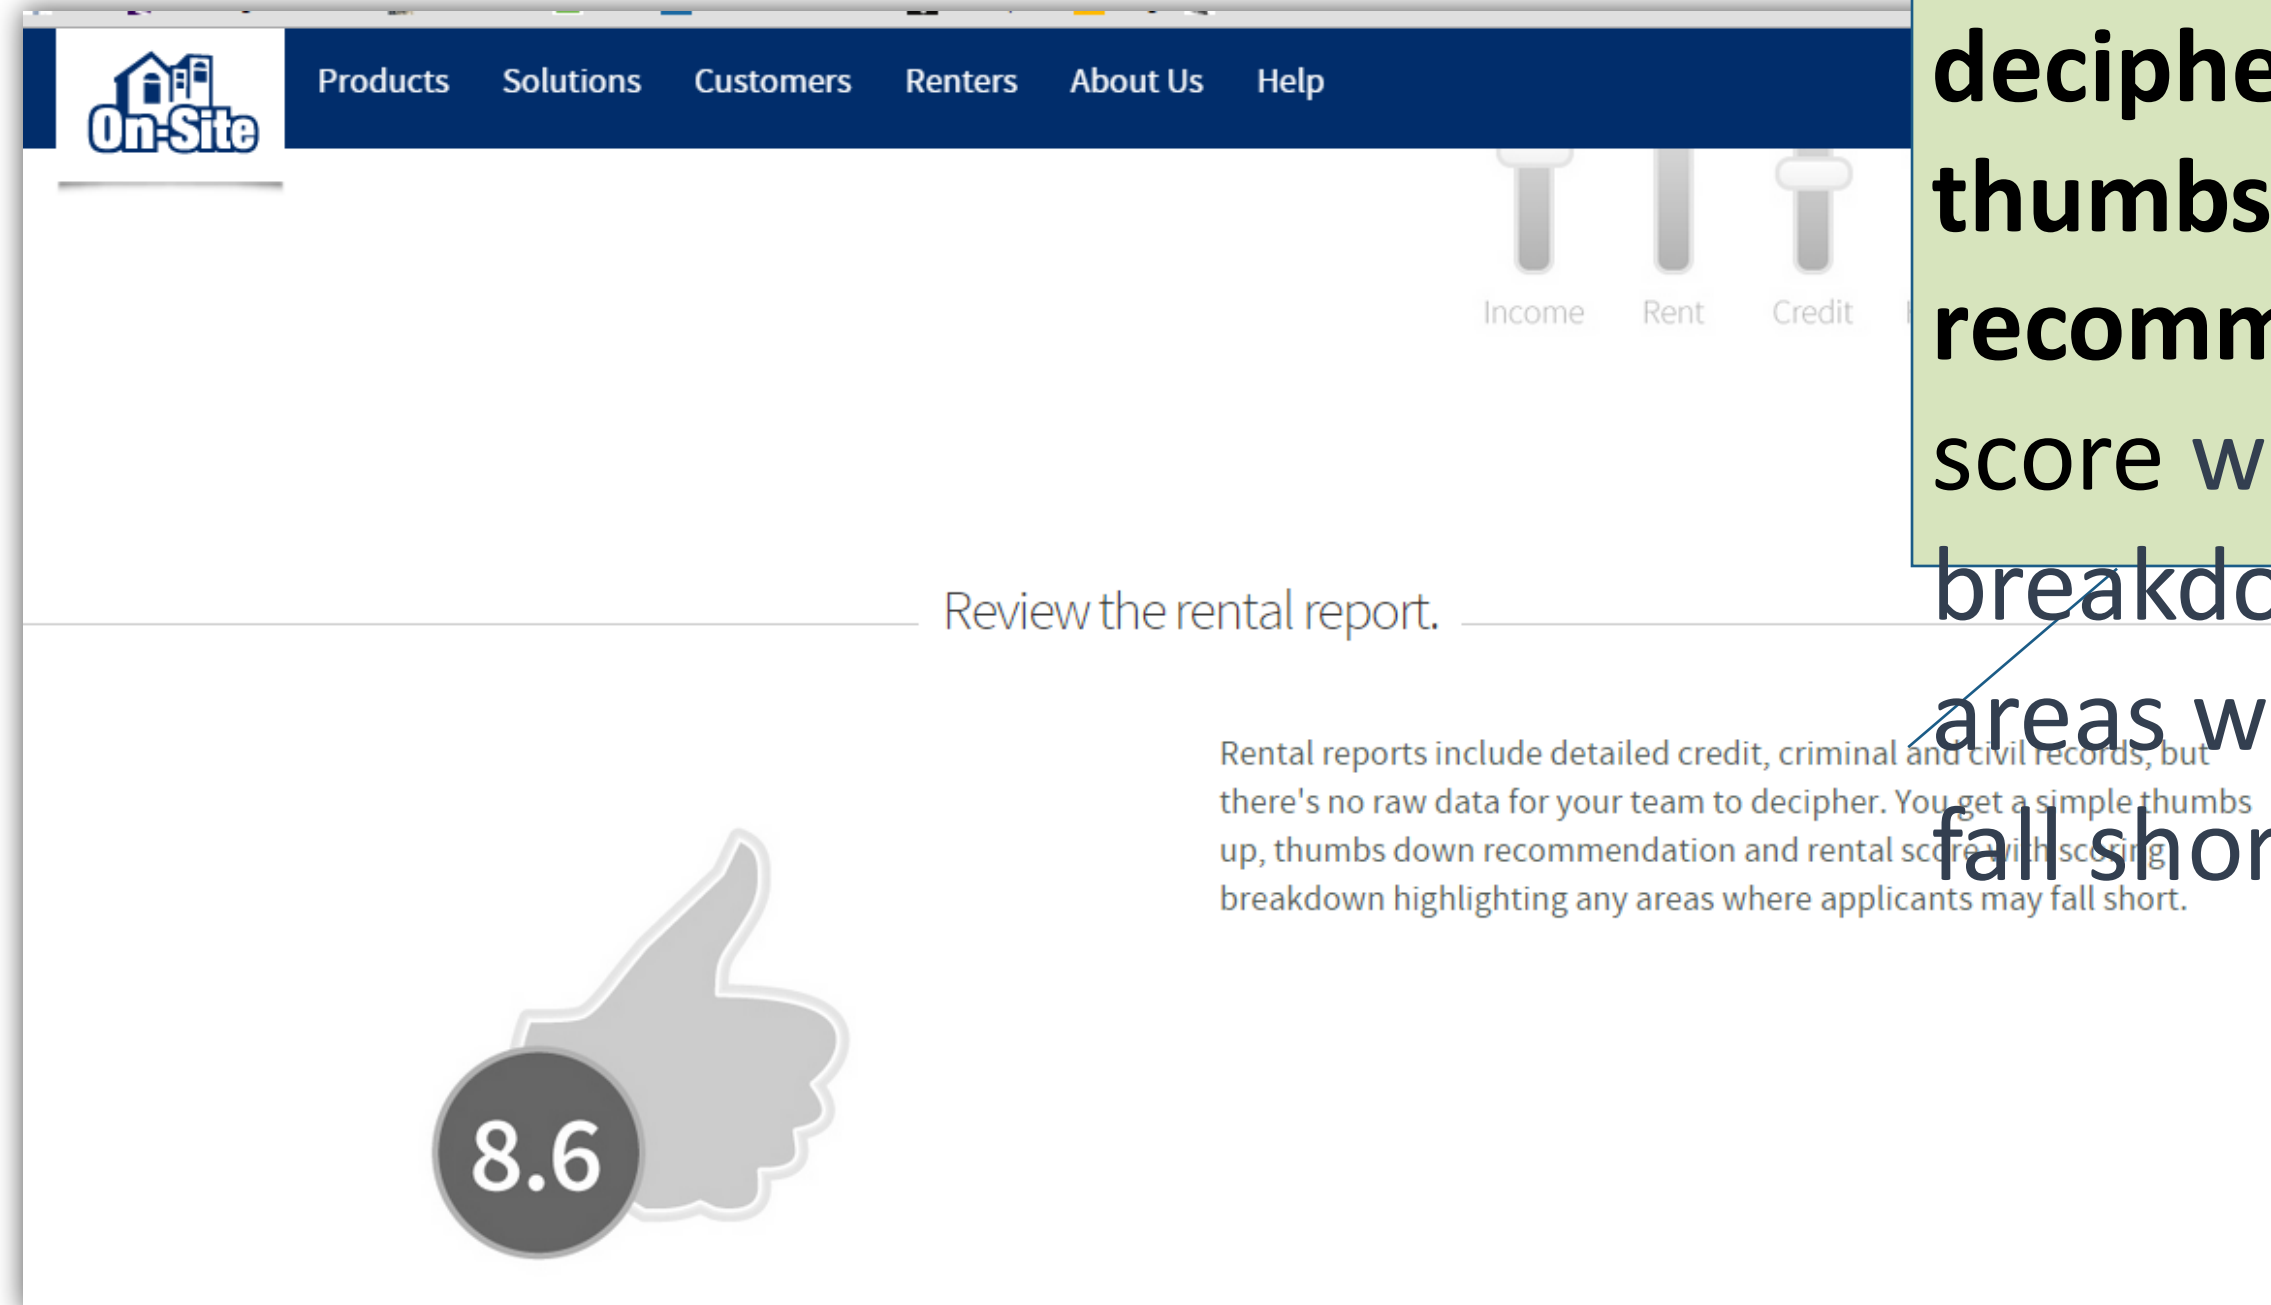 On-Site
Products Solutions Customers Renters About Us Help
Income Rent Credit
deciphe
thumbs
recomm
score w
breakdo
areas w
fall shor
Review the rental report.
Rental reports include detailed credit, criminal and civil records, but
there's no raw data for your team to decipher. You get a simple thumbs
up, thumbs down recommendation and rental score with scoring
breakdown highlighting any areas where applicants may fall short.
8.6